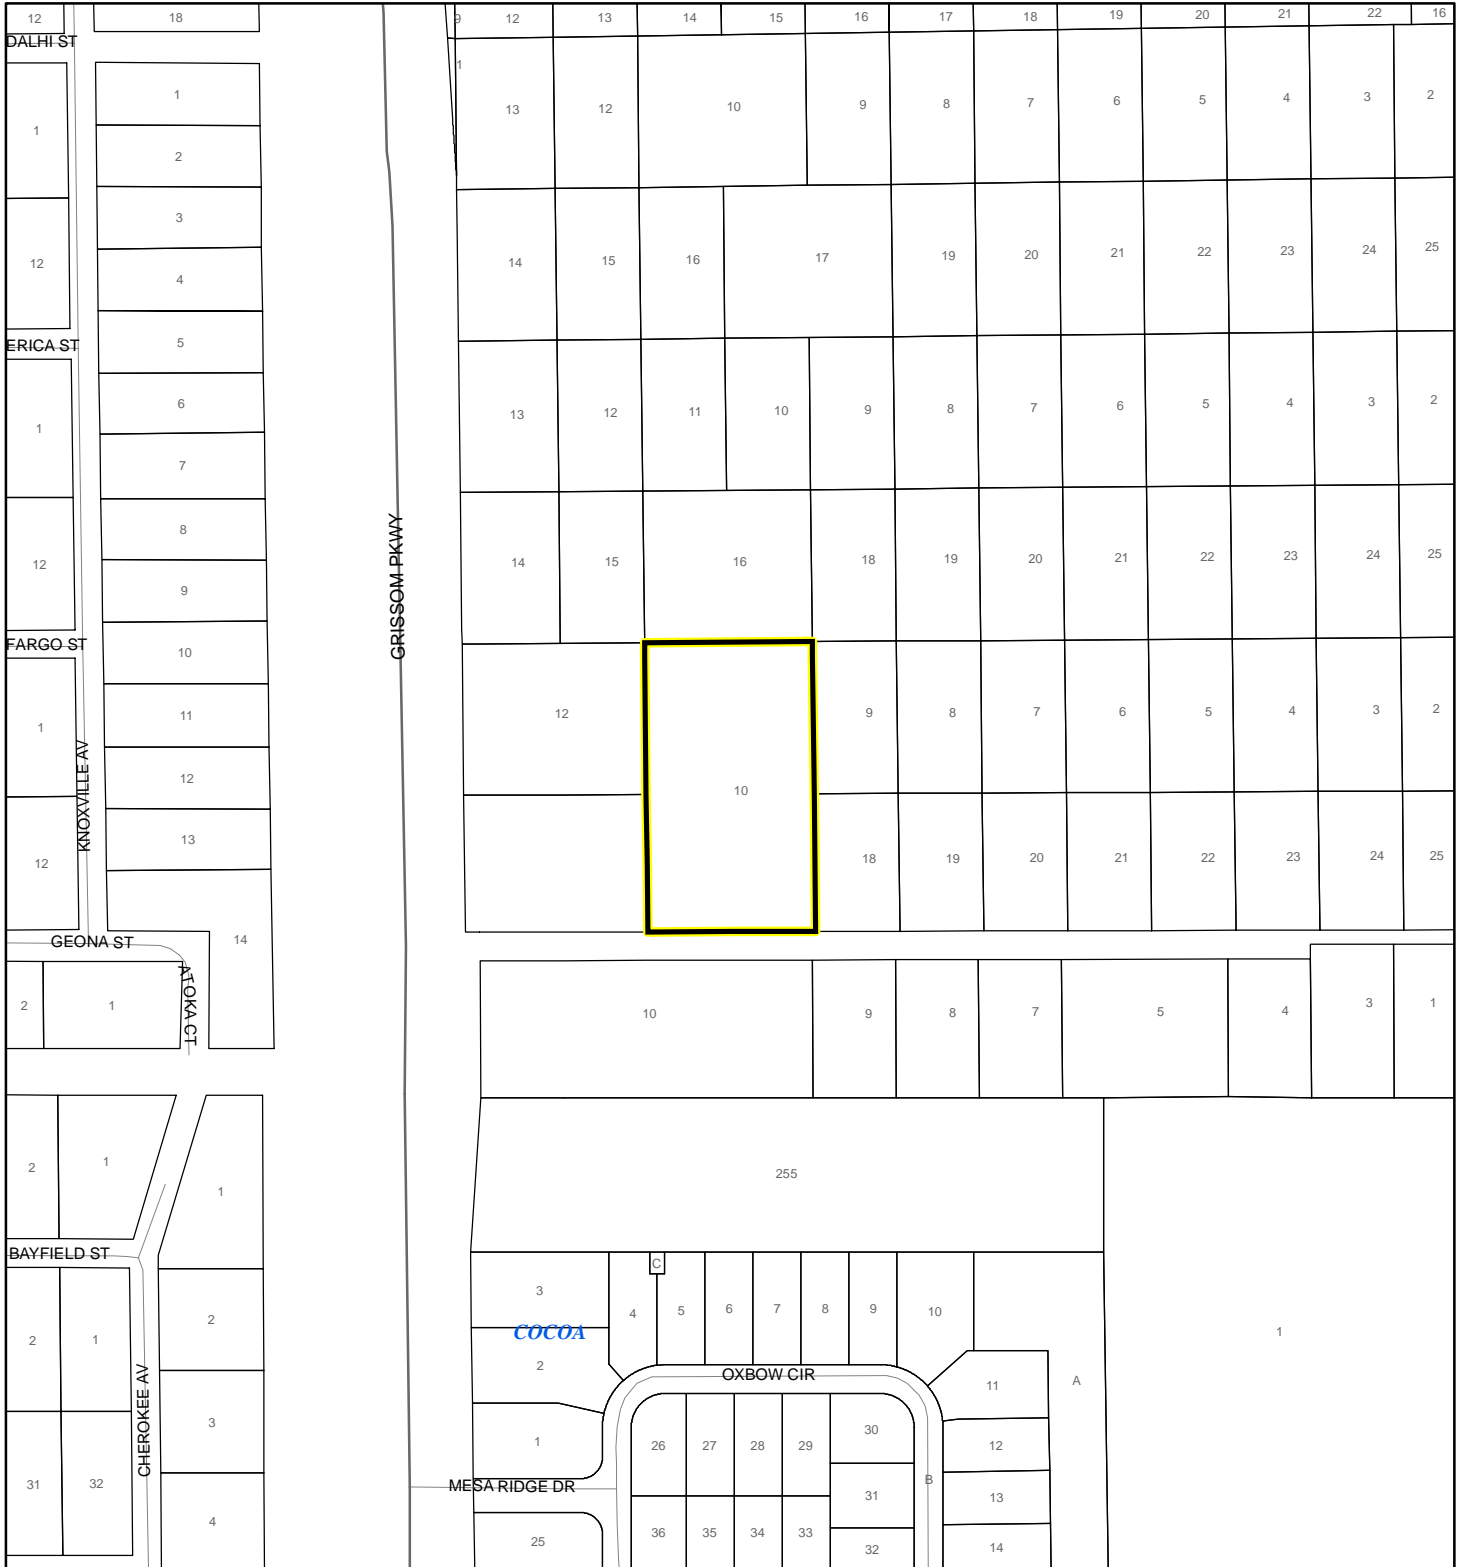 12 18 9 12 13 14 15 16 17 18 19 20 21 22 16
DALHI ST
1 1 13 12 10 9 8 7 6 5 4 3 2
1
1
2
3
12 14 15 16 17 19 20 21 22 23 24 25
4
ERICA ST
5
6
1 13 12 11 10 9 8 7 6 5 4 3 2
7
8
GRISSOM PKWY
12 14 15 16 18 19 20 21 22 23 24 25
9
FARGO ST
10
11
1 12 9 8 7 6 5 4 3 2
12
KNOXVILLE AV
10
13
12 18 19 20 21 22 23 24 25
GEONA ST
14
ATOKA CT
2 1 10 9 8 7 5 4 3 1
2 1 1
255
BAYFIELD ST
C
3
4 5 6 7 8 9 10
2 1 2
COCOA
1
2
OXBOW CIR
11
A
CHEROKEE AV
3
1
26 27 28 29 30
12
31 32
MESA RIDGE DR
B
31
13
4
25
36 35 34 33 32
14